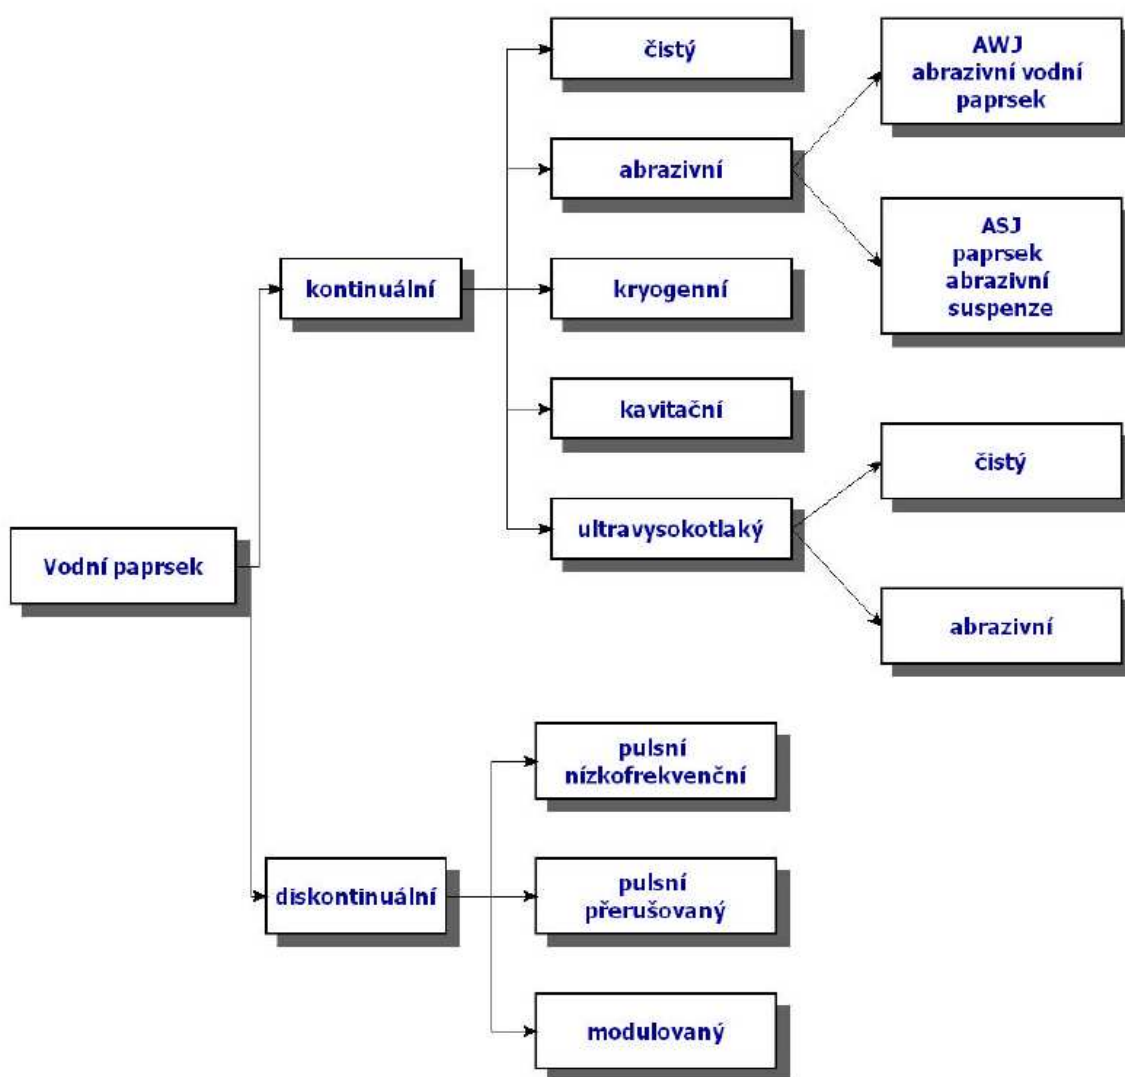 čistý
AWJ
abrazivní vodní
paprsek
abrazivní
ASJ
paprsek
abrazivní
suspenze
kontinuální
kryogenní
kavitační
čistý
ultravysokotlaký
Vodní paprsek
abrazivní
pulsní
nízkofrekvenční
diskontinuální
pulsní
přerušovaný
modulovaný